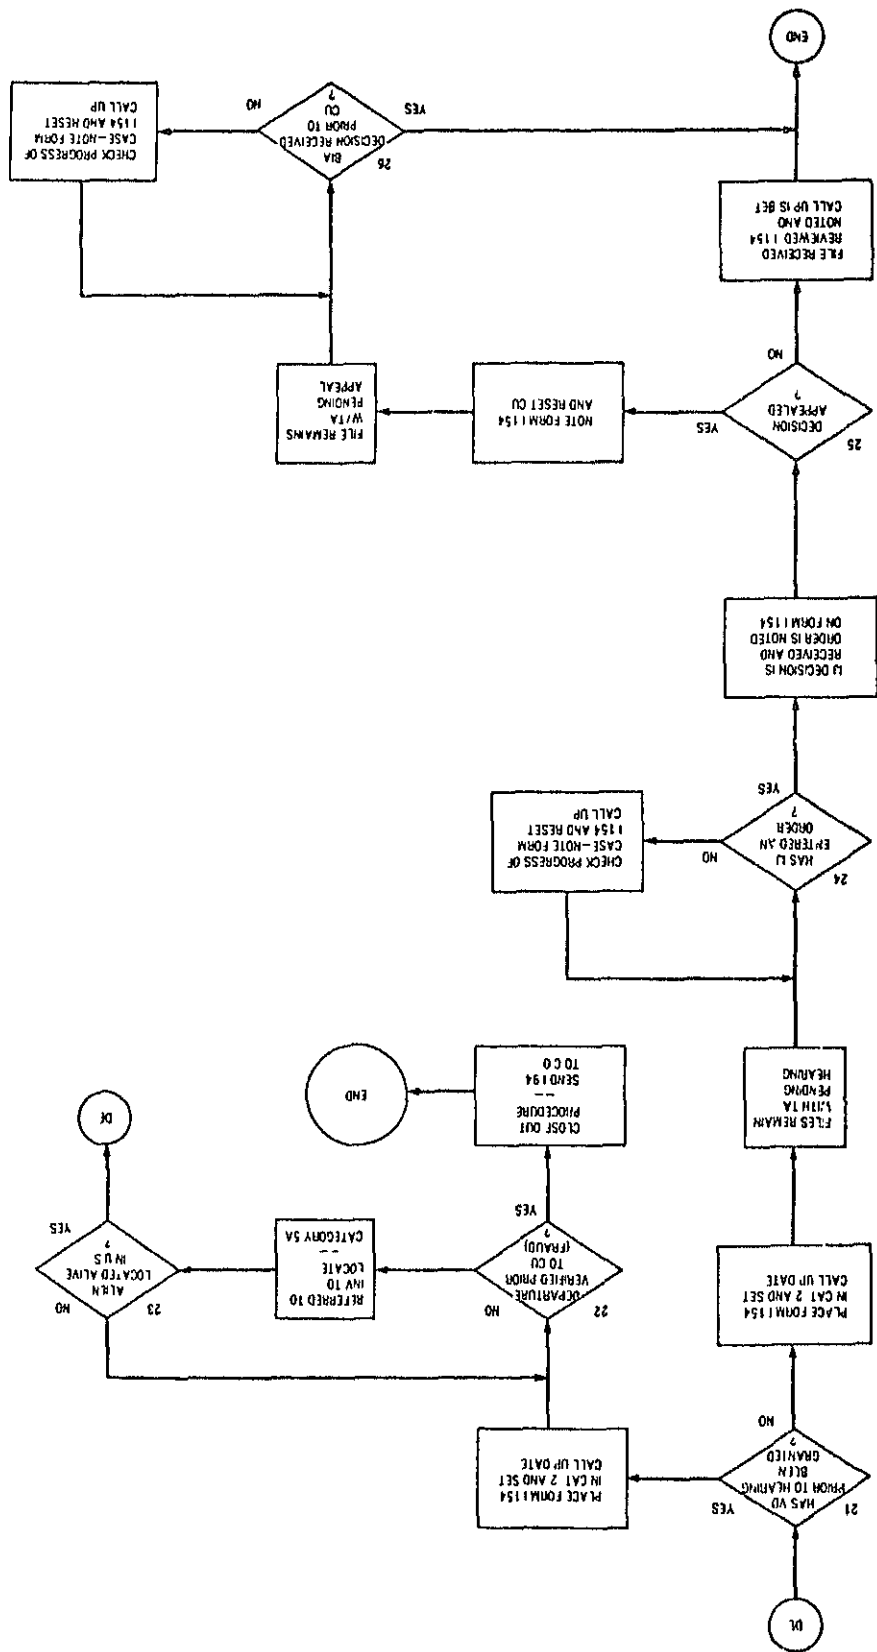 DL
21
HAS VD
PRIOR TO HEARING
BEEN
GRANTED
?
YES
NO
PLACE FORM I 154
IN CAT 2 AND SET
CALL UP DATE
PLACE FORM I 154
IN CAT 2 AND SET
CALL UP DATE
22
DEPARTURE
VERIFIED PRIOR
TO CU
(FRAUD)
?
NO
YES
REFERRED TO
INV TO
LOCATE
--
CATEGORY 5A
23
ALIEN
LOCATED ALIVE
IN U S
?
NO
YES
DE
CLOSE OUT
PROCEDURE
--
SEND I 94
TO C O
END
FILES REMAIN
WITH TA
PENDING
HEARING
24
HAS IJ
ENTERED AN
ORDER
?
NO
YES
CHECK PROGRESS OF
CASE—NOTE FORM
I 154 AND RESET
CALL UP
IJ DECISION IS
RECEIVED AND
ORDER IS NOTED
ON FORM I 154
25
DECISION
APPEALED
?
YES
NO
NOTE FORM I 154
AND RESET CU
FILE REMAINS
W/TA
PENDING
APPEAL
26
BIA
DECISION RECEIVED
PRIOR TO
CU
?
YES
NO
CHECK PROGRESS OF
CASE—NOTE FORM
I 154 AND RESET
CALL UP
FILE RECEIVED
REVIEWED I 154
NOTED AND
CALL UP IS SET
END